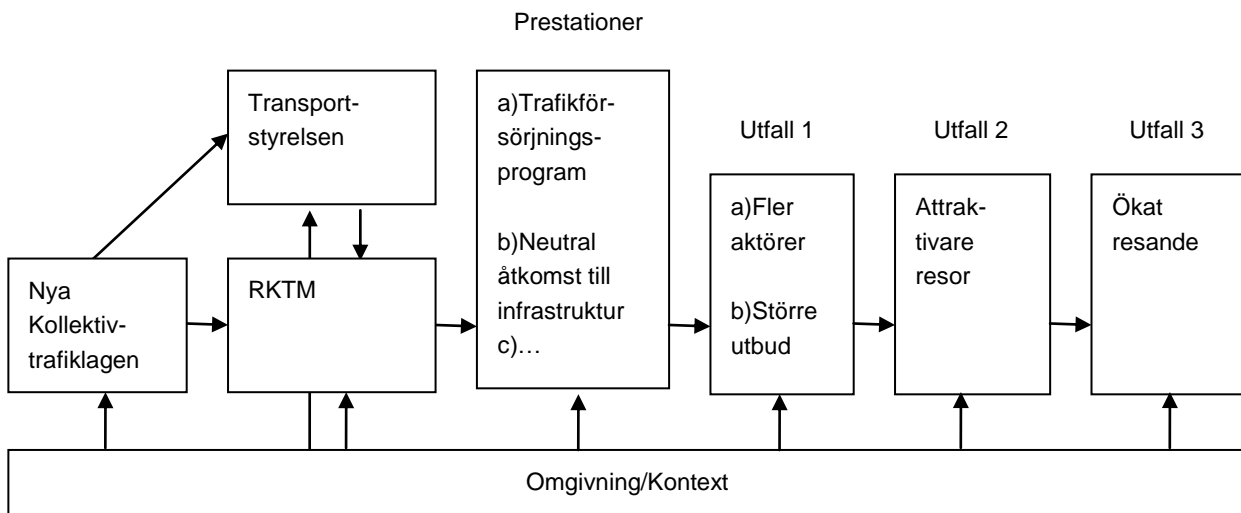 Prestationer
Transport-
styrelsen
a)Trafikför-
sörjnings-
program
b)Neutral
åtkomst till
infrastruktur
c)…
Utfall 1
Utfall 2
Utfall 3
a)Fler
aktörer
b)Större
utbud
Attrak-
tivare
resor
Ökat
resande
Nya
Kollektiv-
trafiklagen
RKTM
Omgivning/Kontext